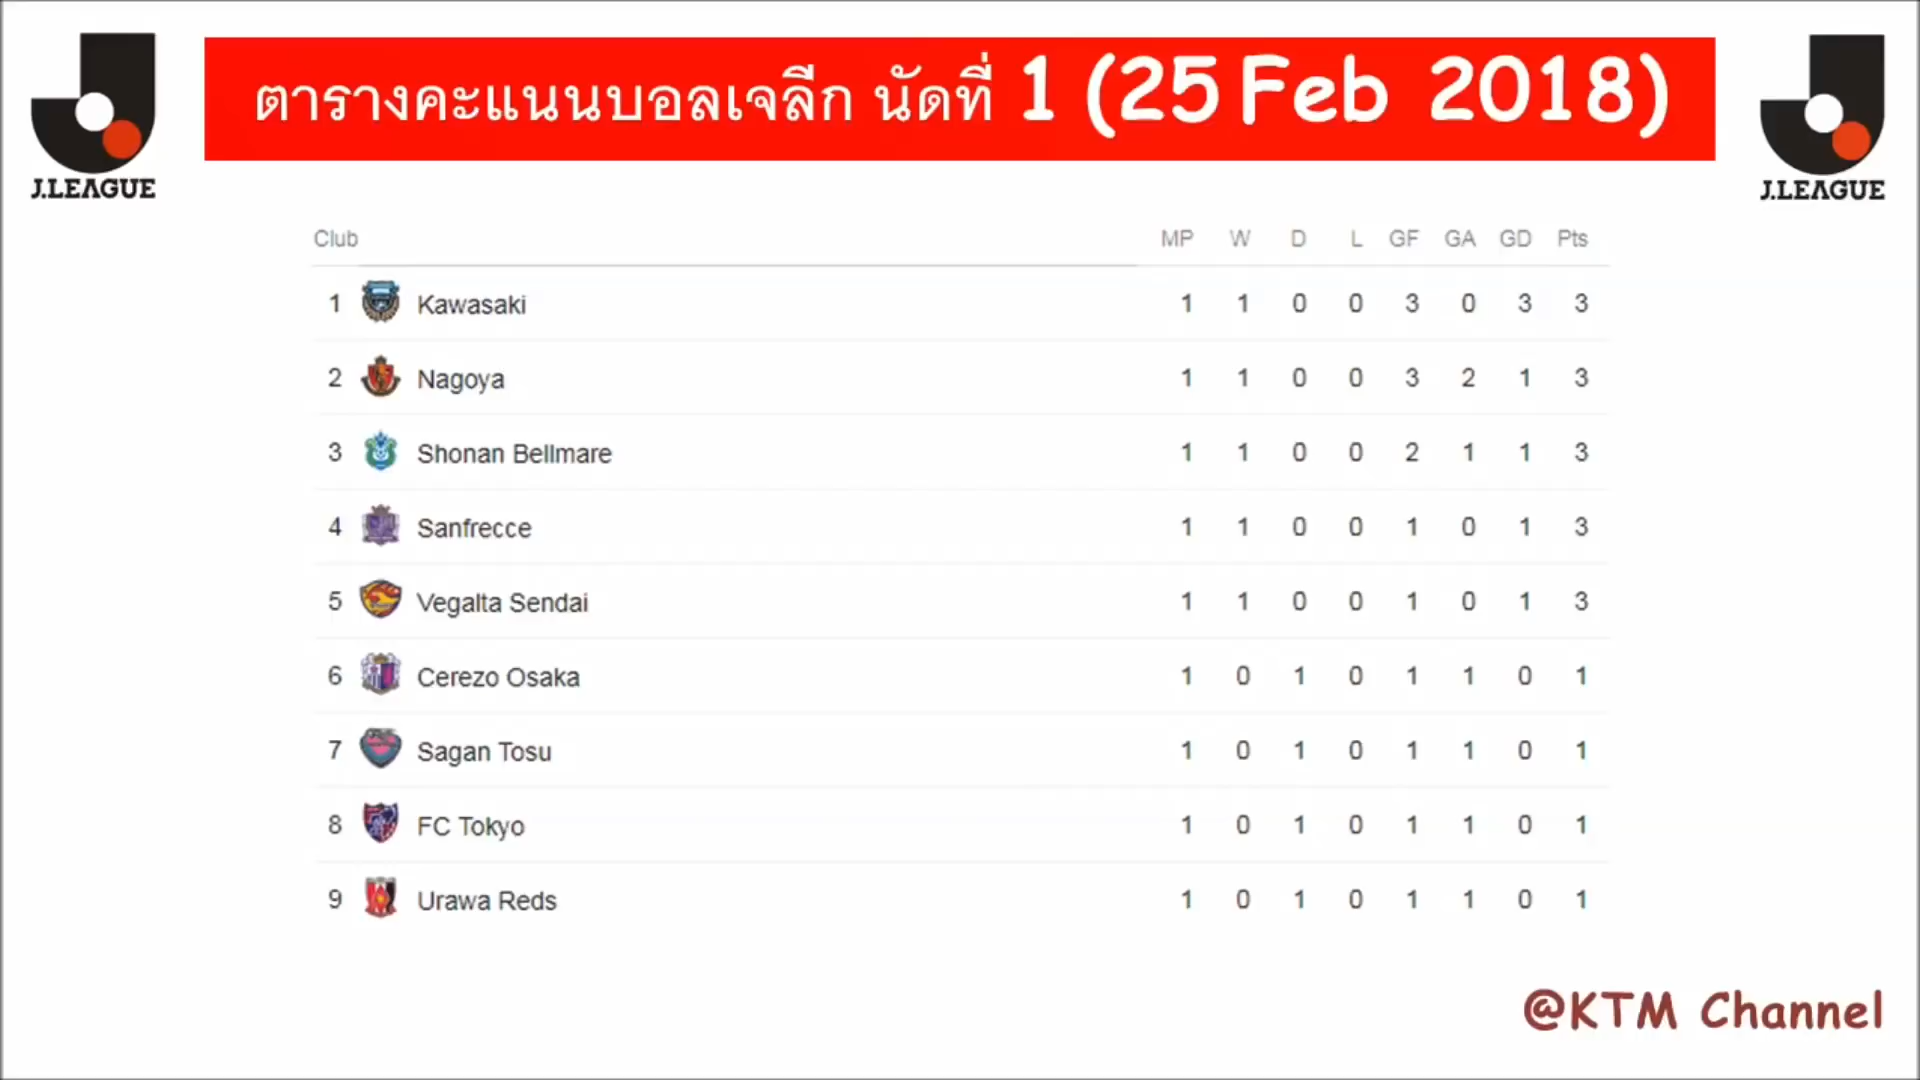 ตารางคะแนนบอลเจลีก นัดที่ 1 (25 Feb 2018)
J.LEAGUE
J.LEAGUE
Club MP W D L GF GA GD Pts
1 Kawasaki 1 1 0 0 3 0 3 3
2 Nagoya 1 1 0 0 3 2 1 3
3 Shonan Bellmare 1 1 0 0 2 1 1 3
4 Sanfrecce 1 1 0 0 1 0 1 3
5 Vegalta Sendai 1 1 0 0 1 0 1 3
6 Cerezo Osaka 1 0 1 0 1 1 0 1
7 Sagan Tosu 1 0 1 0 1 1 0 1
8 FC Tokyo 1 0 1 0 1 1 0 1
9 Urawa Reds 1 0 1 0 1 1 0 1
@KTM Channel